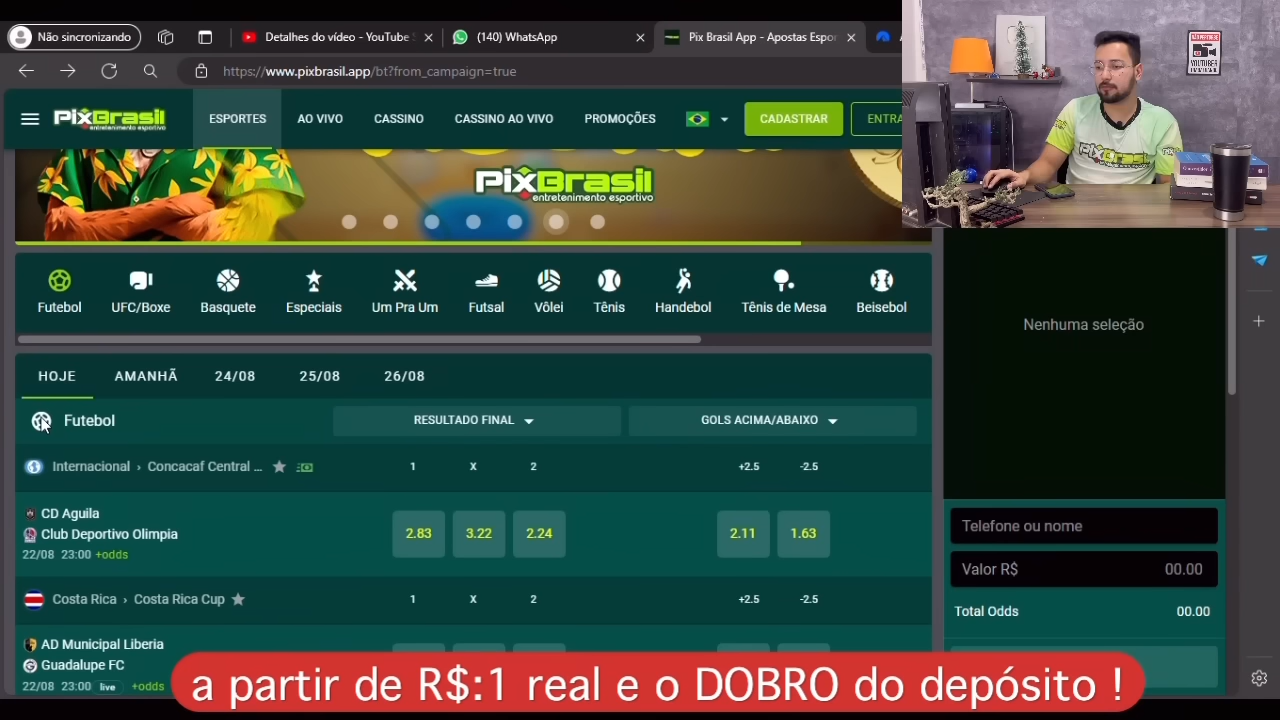 Não sincronizando
Detalhes do vídeo - YouTube S
(140) WhatsApp
Pix Brasil App - Apostas Espor
https://www.pixbrasil.app/bt?from_campaign=true
PixBrasil
entretenimento esportivo
ESPORTES
AO VIVO
CASSINO
CASSINO AO VIVO
PROMOÇÕES
CADASTRAR
ENTRA
NÃO PERTURBE
YOUTUBER
PixBrasil
PixBrasil
entretenimento esportivo
Futebol
UFC/Boxe
Basquete
Especiais
Um Pra Um
Futsal
Vôlei
Tênis
Handebol
Tênis de Mesa
Beisebol
Nenhuma seleção
HOJE
AMANHÃ
24/08
25/08
26/08
Futebol
RESULTADO FINAL
GOLS ACIMA/ABAIXO
Internacional › Concacaf Central ...
1 X 2
+2.5 -2.5
CD Aguila
Club Deportivo Olimpia
22/08 23:00 +odds
2.83 3.22 2.24
2.11 1.63
Telefone ou nome
Valor R$ 00.00
Total Odds 00.00
Costa Rica › Costa Rica Cup
1 X 2
+2.5 -2.5
AD Municipal Liberia
Guadalupe FC
22/08 23:00 live +odds
a partir de R$:1 real e o DOBRO do depósito !